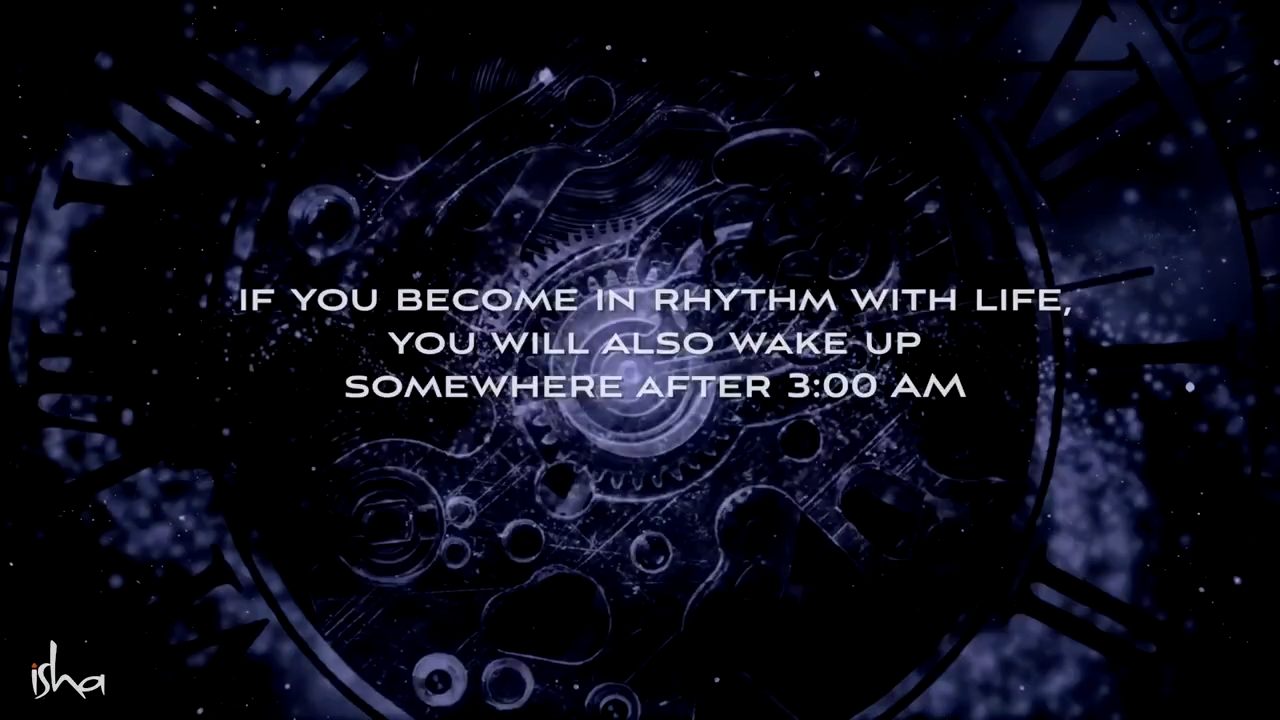 IF YOU BECOME IN RHYTHM WITH LIFE,
YOU WILL ALSO WAKE UP
SOMEWHERE AFTER 3:00 AM
isha